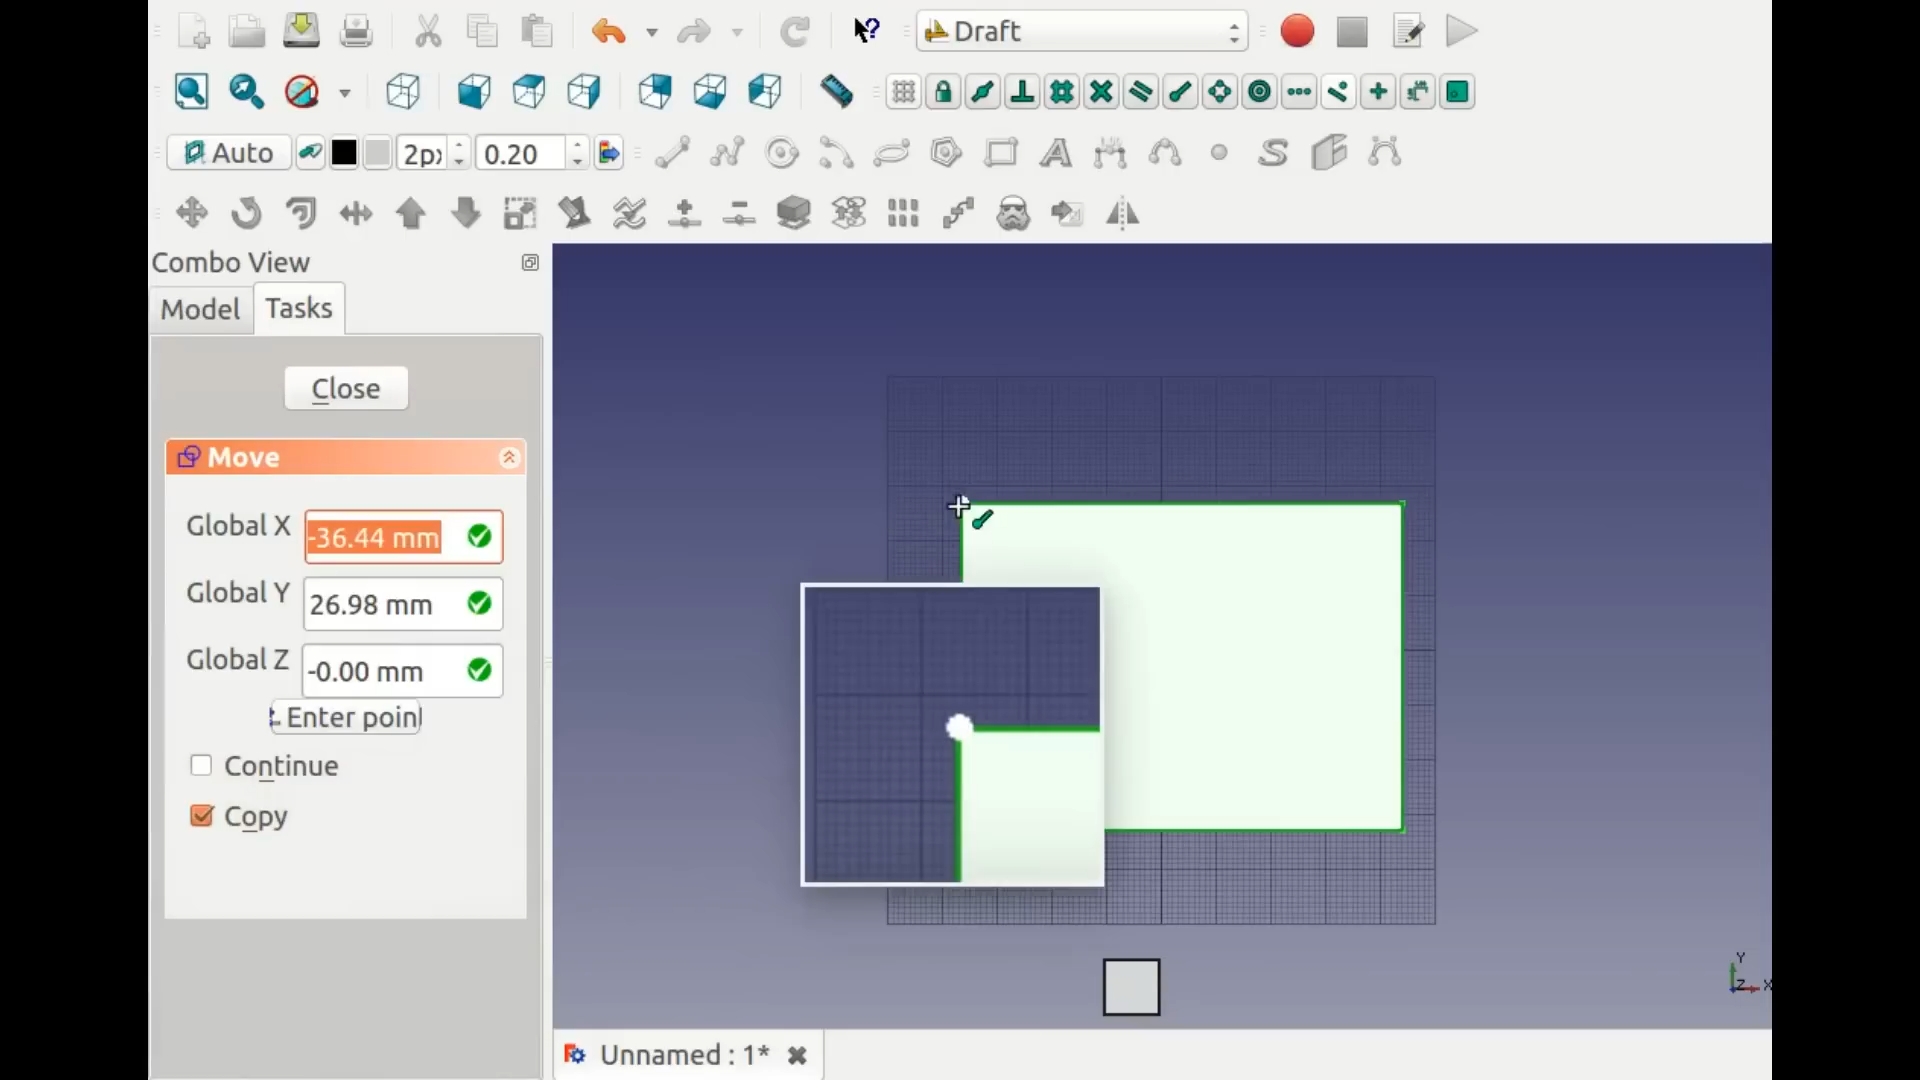 Draft
Auto
2px
0.20
Combo View
Model
Tasks
Close
Move
Global X
-36.44 mm
Global Y
26.98 mm
Global Z
-0.00 mm
Enter point
Continue
Copy
Y
Z
X
Unnamed : 1*